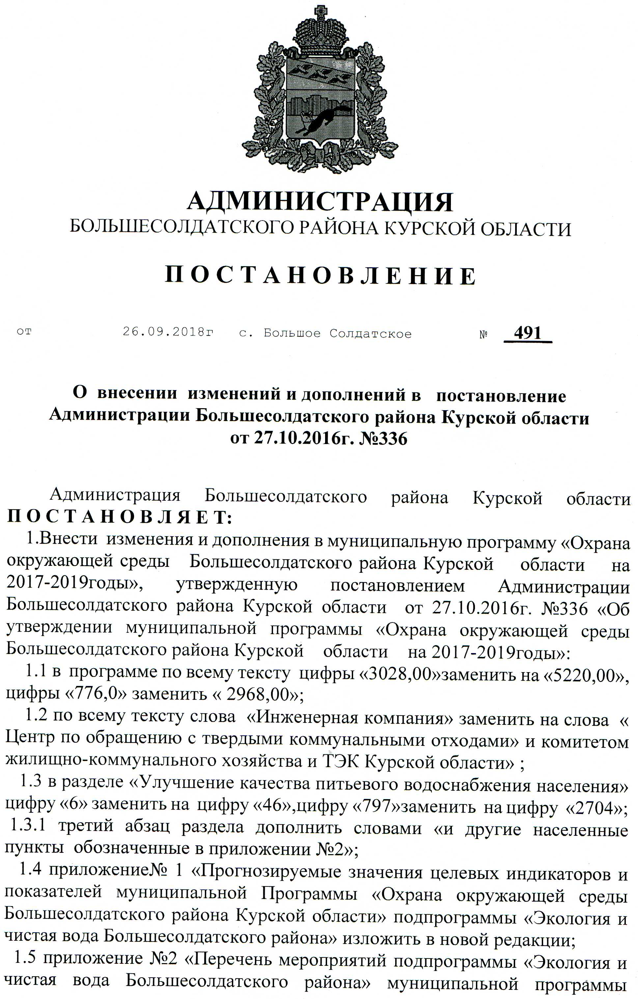 АДМИНИСТРАЦИЯ
БОЛЬШЕСОЛДАТСКОГО РАЙОНА КУРСКОЙ ОБЛАСТИ
П О С Т А Н О В Л Е Н И Е
от 26.09.2018г с. Большое Солдатское № 491
О внесении изменений и дополнений в постановление
Администрации Большесолдатского района Курской области
от 27.10.2016г. №336
Администрация Большесолдатского района Курской области
П О С Т А Н О В Л Я Е Т:
1.Внести изменения и дополнения в муниципальную программу «Охрана
окружающей среды Большесолдатского района Курской области на
2017-2019годы», утвержденную постановлением Администрации
Большесолдатского района Курской области от 27.10.2016г. №336 «Об
утверждении муниципальной программы «Охрана окружающей среды
Большесолдатского района Курской области на 2017-2019годы»:
1.1 в программе по всему тексту цифры «3028,00»заменить на «5220,00»,
цифры «776,0» заменить « 2968,00»;
1.2 по всему тексту слова «Инженерная компания» заменить на слова «
Центр по обращению с твердыми коммунальными отходами» и комитетом
жилищно-коммунального хозяйства и ТЭК Курской области» ;
1.3 в разделе «Улучшение качества питьевого водоснабжения населения»
цифру «6» заменить на цифру «46»,цифру «797»заменить на цифру «2704»;
1.3.1 третий абзац раздела дополнить словами «и другие населенные
пункты обозначенные в приложении №2»;
1.4 приложение№ 1 «Прогнозируемые значения целевых индикаторов и
показателей муниципальной Программы «Охрана окружающей среды
Большесолдатского района Курской области» подпрограммы «Экология и
чистая вода Большесолдатского района» изложить в новой редакции;
1.5 приложение №2 «Перечень мероприятий подпрограммы «Экология и
чистая вода Большесолдатского района» муниципальной программы